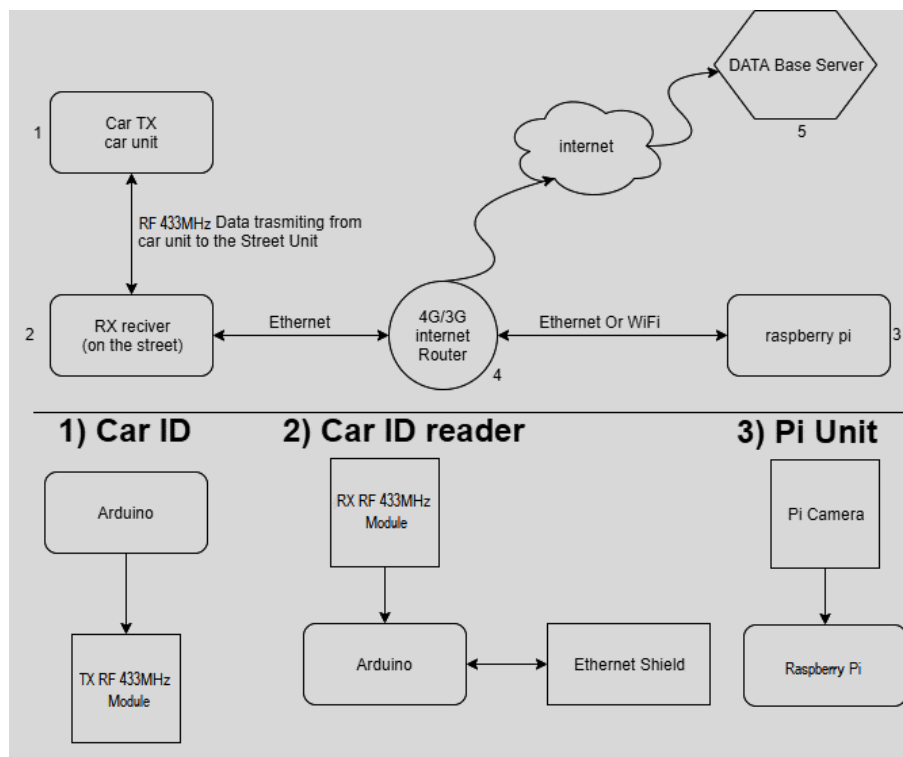 DATA Base Server
5
internet
1
Car TX
car unit
RF 433MHz Data trasmiting from
car unit to the Street Unit
2
RX reciver
(on the street)
Ethernet
4G/3G
internet
Router
4
Ethernet Or WiFi
raspberry pi
3
1) Car ID
2) Car ID reader
3) Pi Unit
Arduino
TX RF 433MHz
Module
RX RF 433MHz
Module
Arduino
Ethernet Shield
Pi Camera
Raspberry Pi